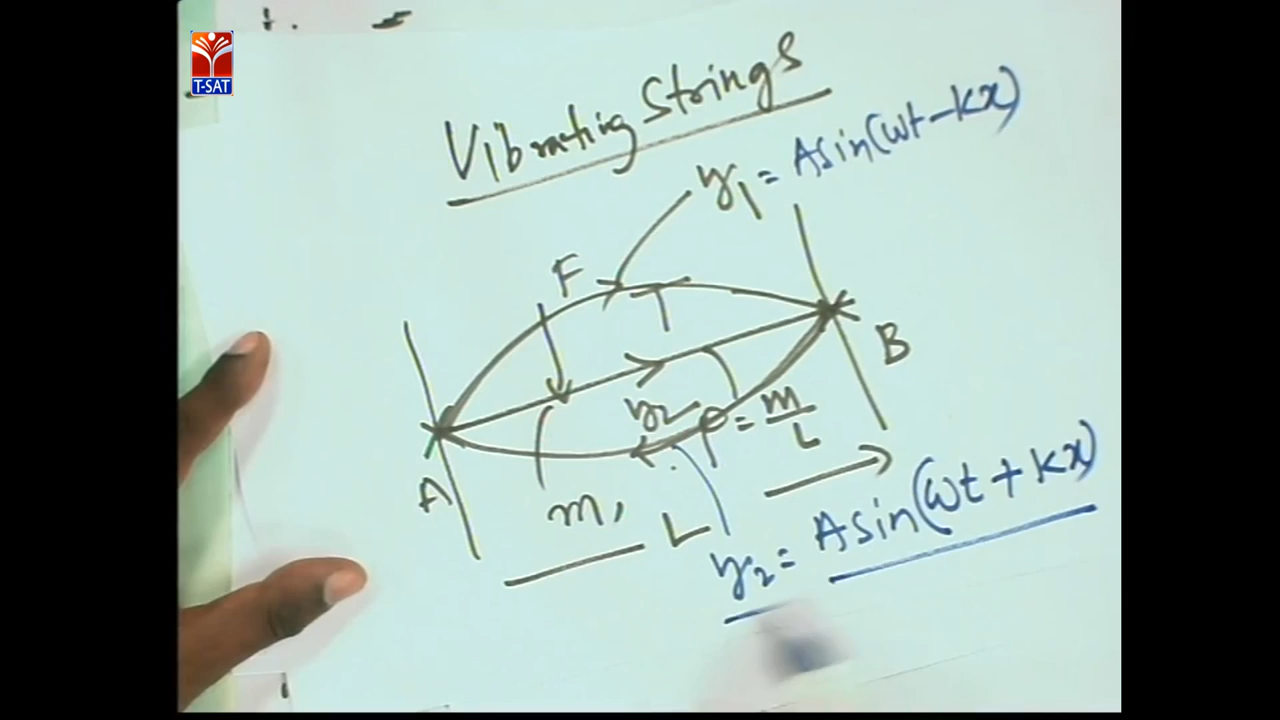 T-SAT
Vibrating Strings
y₁ = A sin(ωt − kx)
F
T
B
y₂
μ = m/L
A
m, L
y₂ = A sin(ωt + kx)